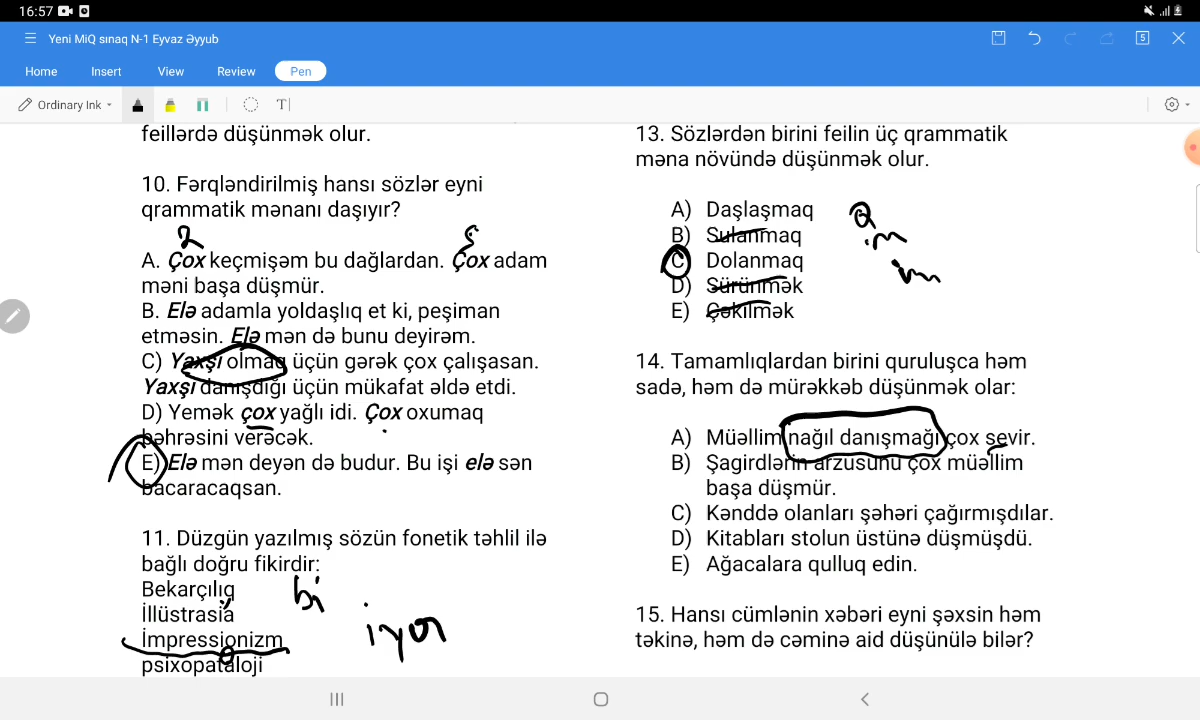 16:57
Yeni MiQ sınaq N-1 Eyvaz Əyyub
5
Home Insert View Review Pen
Ordinary Ink
T
feillərdə düşünmək olur.
10. Fərqləndirilmiş hansı sözlər eyni
qrammatik mənanı daşıyır?
A. Çox keçmişəm bu dağlardan. Çox adam
məni başa düşmür.
B. Elə adamla yoldaşlıq et ki, peşiman
etməsin. Elə mən də bunu deyirəm.
C) Yaxşı olmaq üçün gərək çox çalışasan.
Yaxşı danışdığı üçün mükafat əldə etdi.
D) Yemək çox yağlı idi. Çox oxumaq
bəhrəsini verəcək.
E) Elə mən deyən də budur. Bu işi elə sən
bacaracaqsan.
11. Düzgün yazılmış sözün fonetik təhlil ilə
bağlı doğru fikirdir:
Bekarçılıq
bi
İllüstrasia
İmpressionizm
iyon
psixopataloji
13. Sözlərdən birini feilin üç qrammatik
məna növündə düşünmək olur.
A) Daşlaşmaq
B) Sulanmaq
C) Dolanmaq
D) Sürünmək
E) Çəkilmək
14. Tamamlıqlardan birini quruluşca həm
sadə, həm də mürəkkəb düşünmək olar:
A) Müəllim nağıl danışmağı çox sevir.
B) Şagirdlərin arzusunu çox müəllim
başa düşmür.
C) Kənddə olanları şəhəri çağırmışdılar.
D) Kitabları stolun üstünə düşmüşdü.
E) Ağacalara qulluq edin.
15. Hansı cümlənin xəbəri eyni şəxsin həm
təkinə, həm də cəminə aid düşünülə bilər?